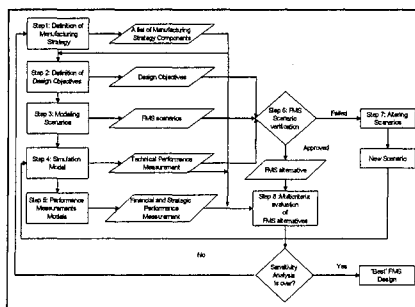 Step1: Definition of
Manufacturing
Strategy
A list of Manufacturing
Strategy Components
Step 2: Definition of
Design Objectives
Design Objectives
Step 3: Modeling
Scenarios
FMS scenarios
Step 6: FMS
Scenario
verification
Failed
Step 7: Altering
Scenarios
Approved
New Scenario
Step 4: Simulation
Model
Technical Performance
Measurement
FMS alternative
Step 5: Performance
Measurements
Models
Financial and Strategic
Performance
Measurement
Step 8: Multicriteria
evaluation
of
FMS alternatives
No
Sensitivity
Analysis
is over?
Yes
"Best" FMS
Design